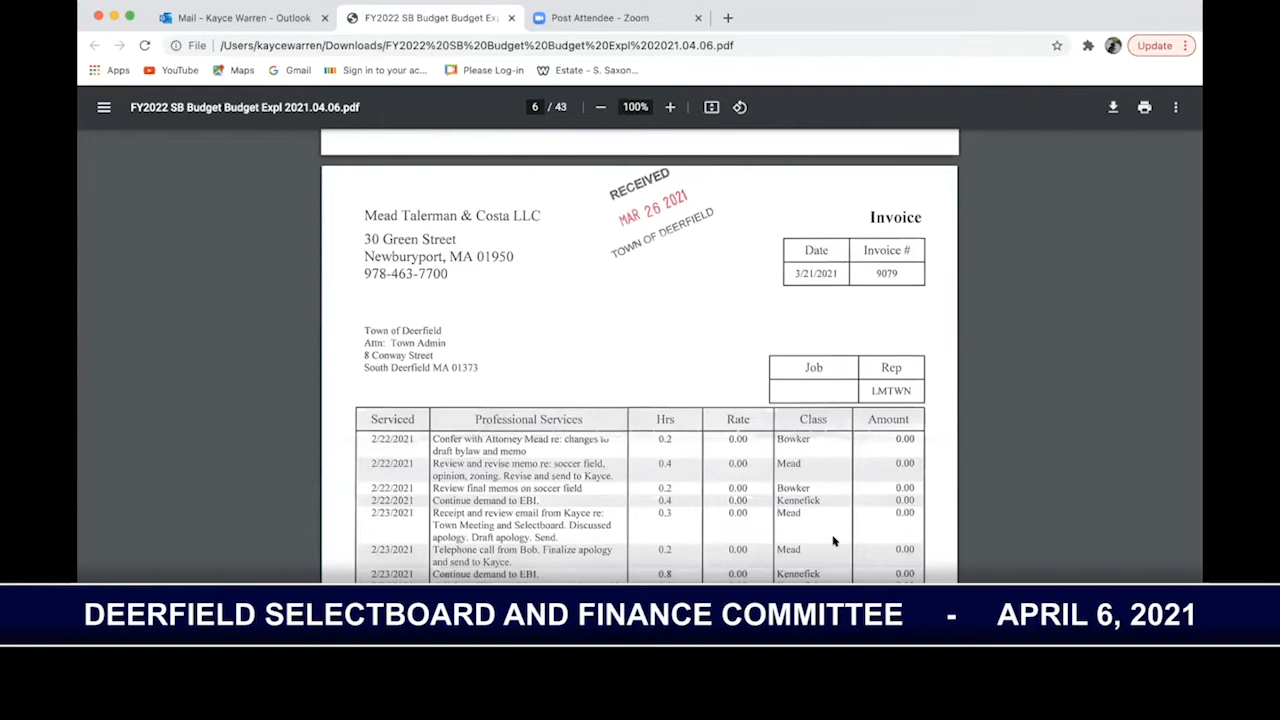 Mail - Kayce Warren - Outlook
FY2022 SB Budget Budget Ex
Post Attendee - Zoom
File /Users/kaycewarren/Downloads/FY2022%20SB%20Budget%20Budget%20Expl%202021.04.06.pdf
Update
Apps YouTube Maps Gmail Sign in to your ac... Please Log-in Estate - S. Saxon...
FY2022 SB Budget Budget Expl 2021.04.06.pdf
6 / 43 — 100% +
RECEIVED
MAR 26 2021
TOWN OF DEERFIELD
Mead Talerman & Costa LLC
Invoice
30 Green Street
Newburyport, MA 01950
978-463-7700
Date Invoice #
3/21/2021 9079
Town of Deerfield
Attn: Town Admin
8 Conway Street
South Deerfield MA 01373
Job Rep
LMTWN
Serviced Professional Services Hrs Rate Class Amount
2/22/2021 Confer with Attorney Mead re: changes to 0.2 0.00 Bowker 0.00
draft bylaw and memo
2/22/2021 Review and revise memo re: soccer field, 0.4 0.00 Mead 0.00
opinion, zoning. Revise and send to Kayce.
2/22/2021 Review final memos on soccer field 0.2 0.00 Bowker 0.00
2/22/2021 Continue demand to EBI. 0.4 0.00 Kennefick 0.00
2/23/2021 Receipt and review email from Kayce re: 0.3 0.00 Mead 0.00
Town Meeting and Selectboard. Discussed
apology. Draft apology. Send.
2/23/2021 Telephone call from Bob. Finalize apology 0.2 0.00 Mead 0.00
and send to Kayce.
2/23/2021 Continue demand to EBI. 0.8 0.00 Kennefick 0.00
DEERFIELD SELECTBOARD AND FINANCE COMMITTEE - APRIL 6, 2021